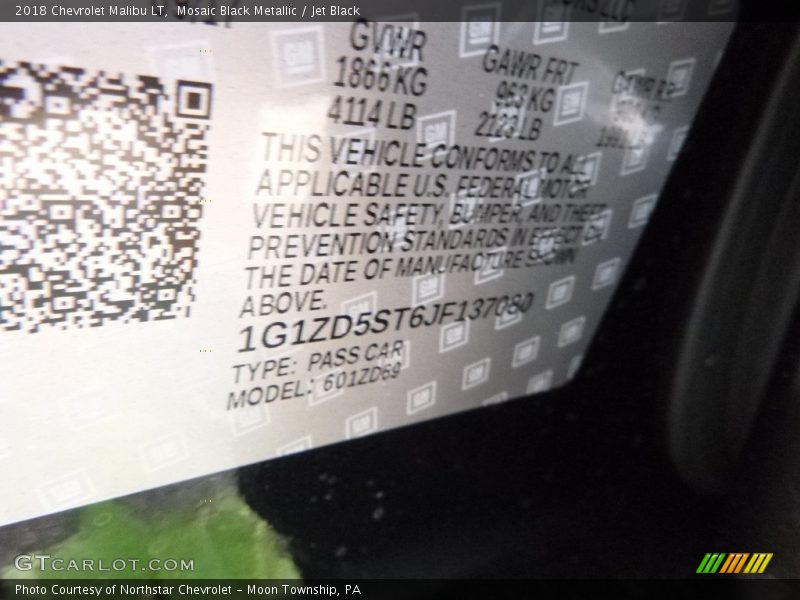 2018 Chevrolet Malibu LT, Mosaic Black Metallic / Jet Black
GVWR
1866 KG
4114 LB
GAWR FRT
963 KG
2123 LB
THIS VEHICLE CONFORMS TO ALL
APPLICABLE U.S. FEDERAL MOTOR
VEHICLE SAFETY, BUMPER, AND THEFT
PREVENTION STANDARDS IN EFFECT ON
THE DATE OF MANUFACTURE SHOWN
ABOVE.
1G1ZD5ST6JF137080
TYPE: PASS CAR
MODEL: 601ZD69
GTCARLOT.COM
Photo Courtesy of Northstar Chevrolet - Moon Township, PA